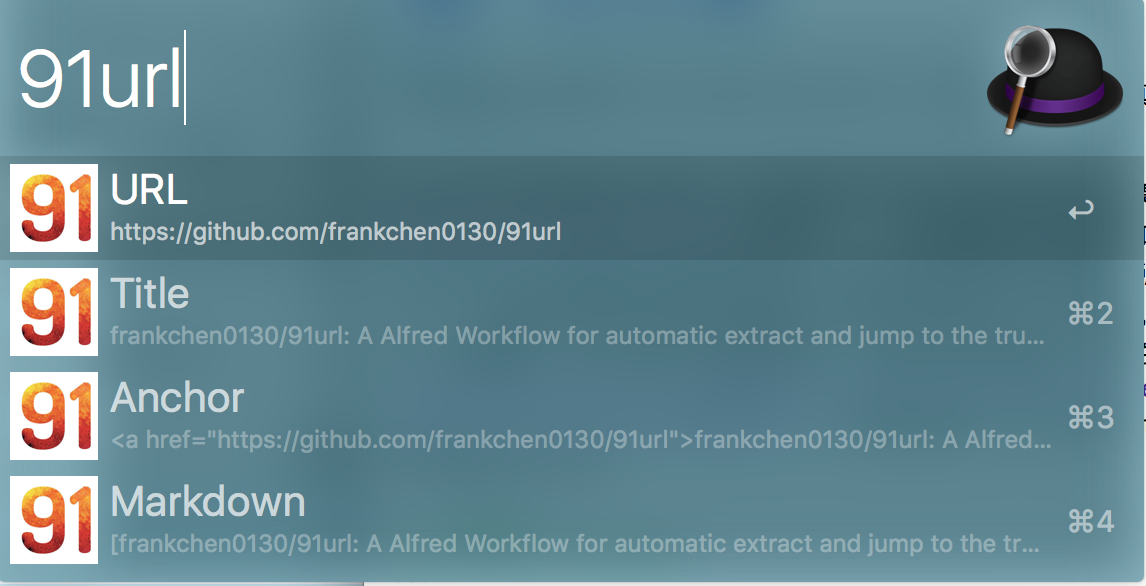 91url
91 URL ↩
https://github.com/frankchen0130/91url
91 Title ⌘2
frankchen0130/91url: A Alfred Workflow for automatic extract and jump to the tru...
91 Anchor ⌘3
<a href="https://github.com/frankchen0130/91url">frankchen0130/91url: A Alfred...
91 Markdown ⌘4
[frankchen0130/91url: A Alfred Workflow for automatic extract and jump to the tr...